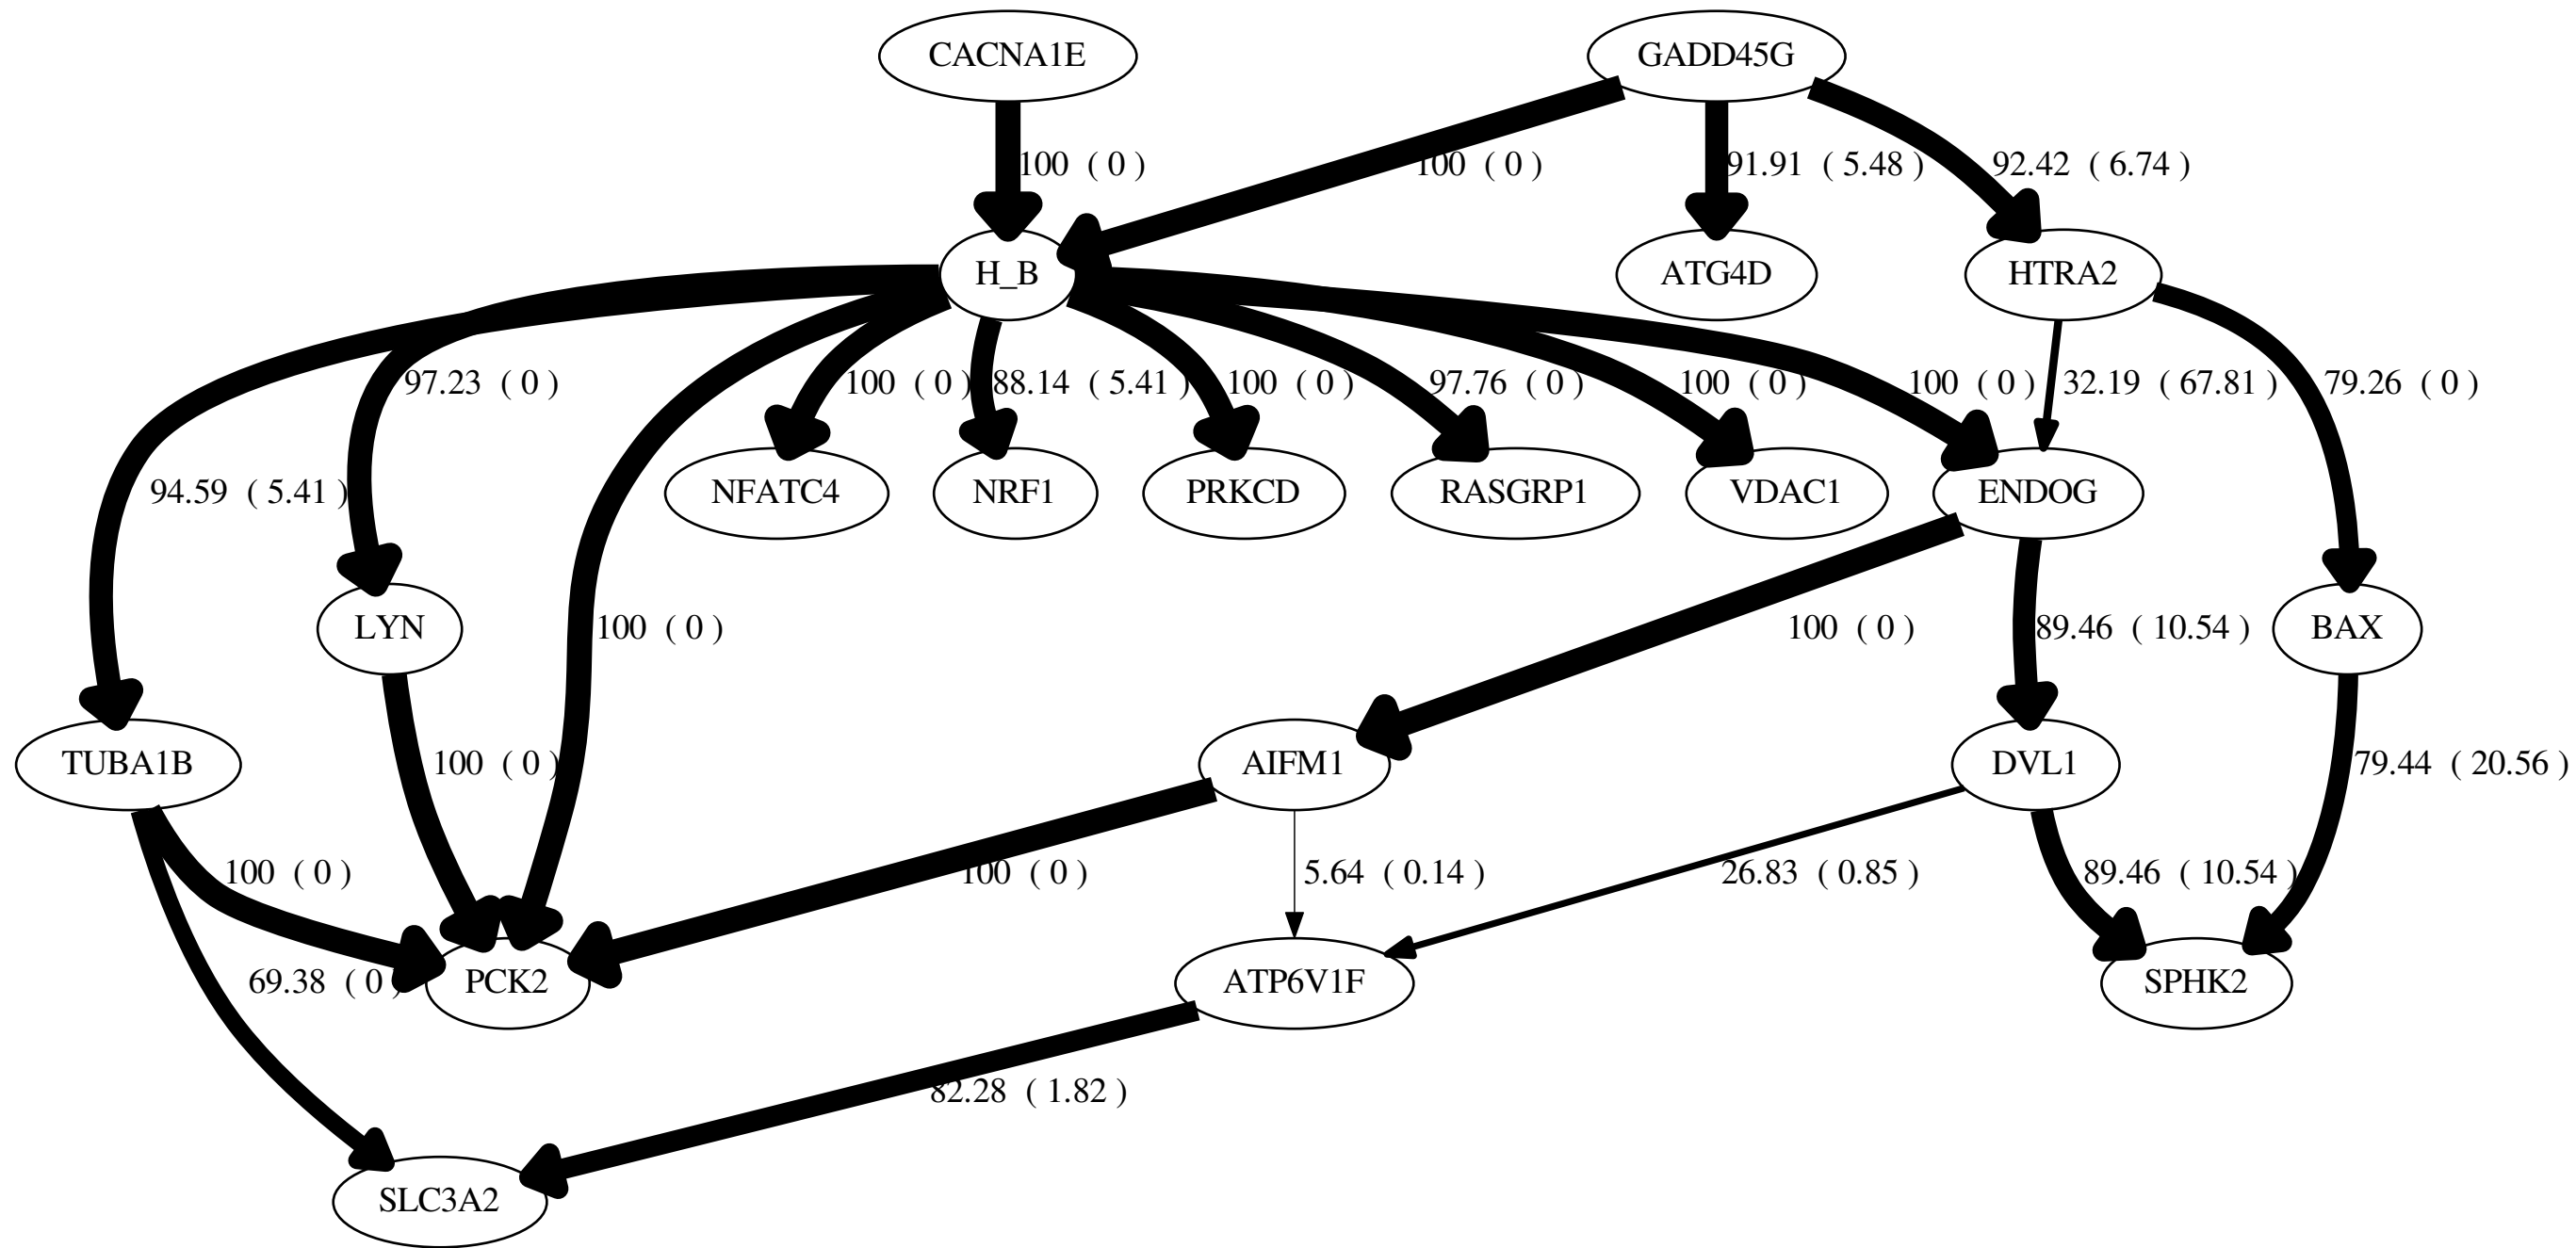 CACNA1E
GADD45G
100 ( 0 )
100 ( 0 )
91.91 ( 5.48 )
92.42 ( 6.74 )
H_B
ATG4D
HTRA2
97.23 ( 0 )
100 ( 0 )
88.14 ( 5.41 )
100 ( 0 )
97.76 ( 0 )
100 ( 0 )
100 ( 0 )
32.19 ( 67.81 )
79.26 ( 0 )
94.59 ( 5.41 )
NFATC4
NRF1
PRKCD
RASGRP1
VDAC1
ENDOG
LYN
100 ( 0 )
100 ( 0 )
89.46 ( 10.54 )
BAX
TUBA1B
100 ( 0 )
AIFM1
DVL1
79.44 ( 20.56 )
100 ( 0 )
100 ( 0 )
5.64 ( 0.14 )
26.83 ( 0.85 )
89.46 ( 10.54 )
69.38 ( 0 )
PCK2
ATP6V1F
SPHK2
82.28 ( 1.82 )
SLC3A2